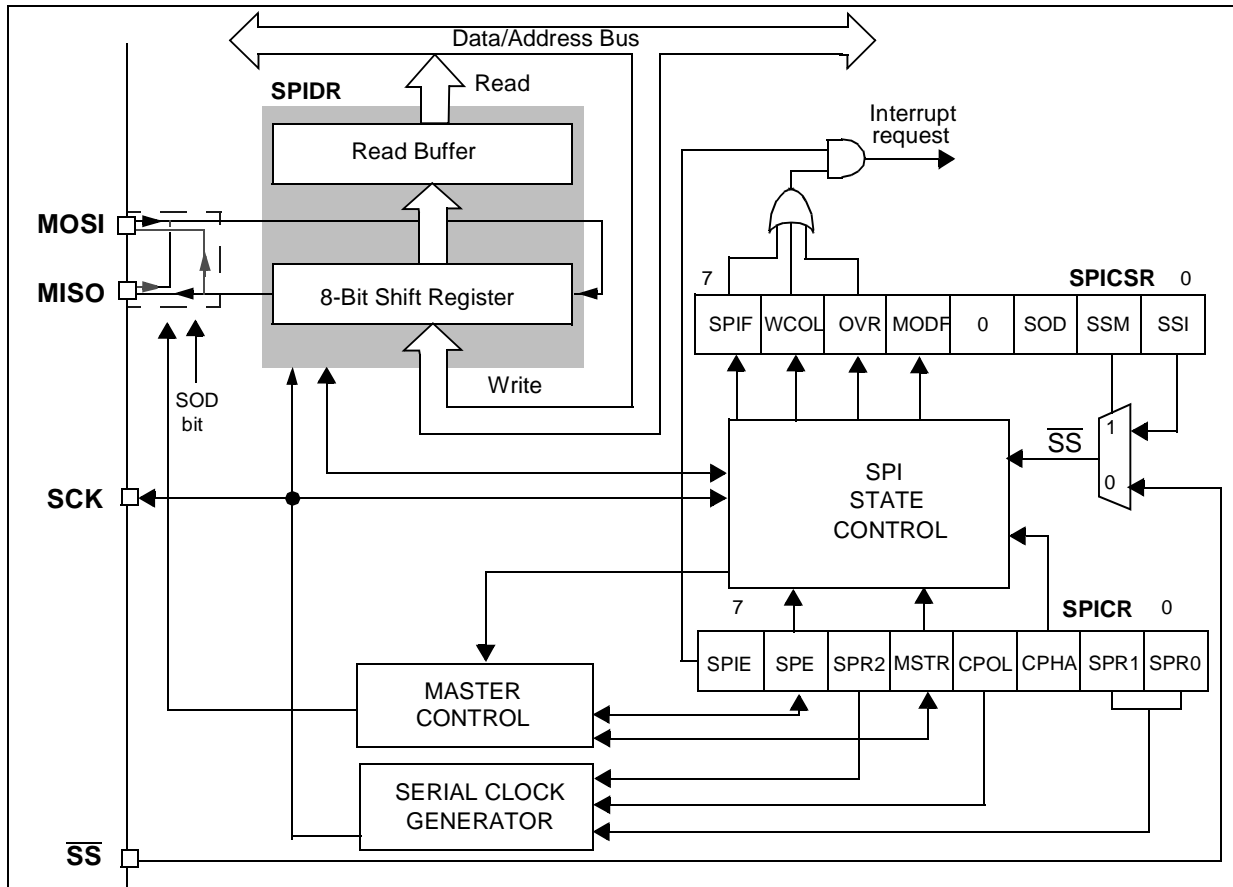 Data/Address Bus
SPIDR
Read
Read Buffer
Interrupt
request
MOSI
MISO
8-Bit Shift Register
7
SPICSR
0
SPIF WCOL OVR MODF 0 SOD SSM SSI
Write
SOD
bit
SS
1
0
SCK
SPI
STATE
CONTROL
7
SPICR
0
SPIE SPE SPR2 MSTR CPOL CPHA SPR1 SPR0
MASTER
CONTROL
SERIAL CLOCK
GENERATOR
SS